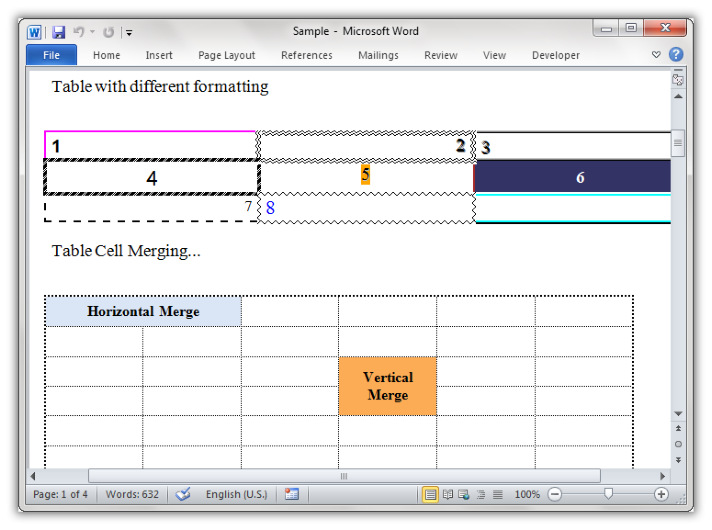 Sample - Microsoft Word
File Home Insert Page Layout References Mailings Review View Developer
Table with different formatting
1 2 3
4 5 6
7 8
Table Cell Merging...
Horizontal Merge
Vertical
Merge
Page: 1 of 4 Words: 632 English (U.S.) 100%